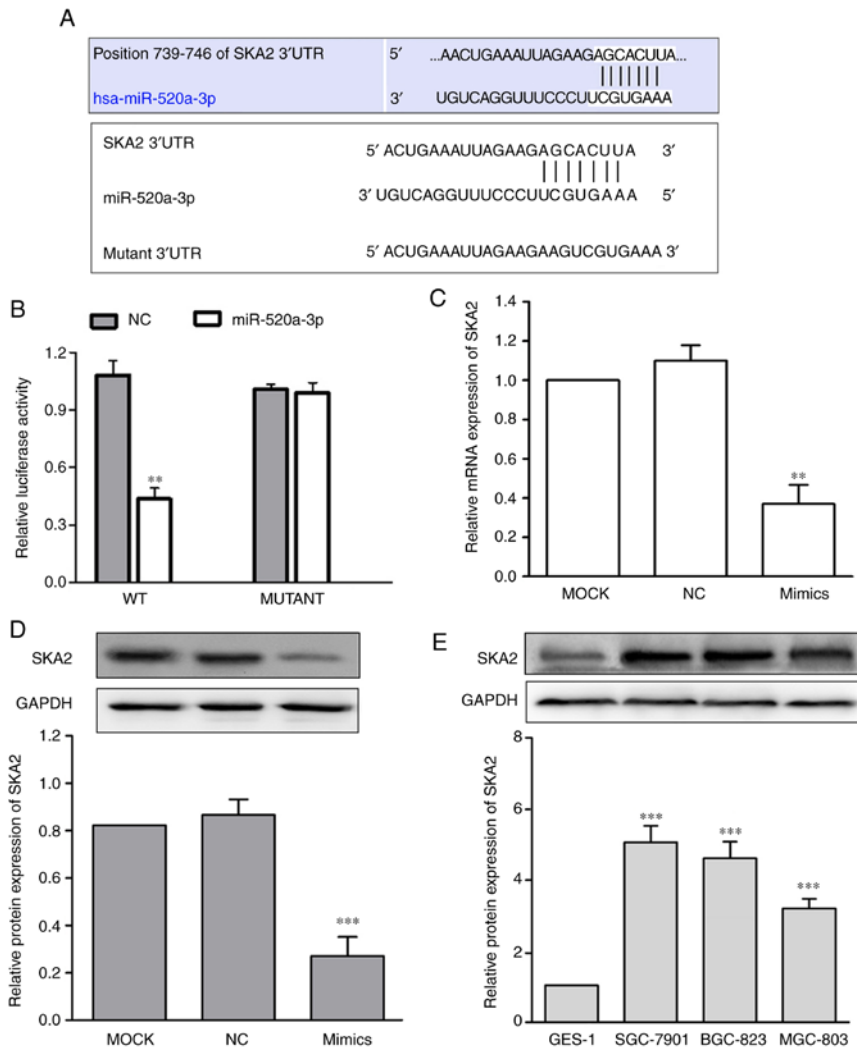 A
Position 739-746 of SKA2 3′UTR 5′ ...AACUGAAAUUAGAAGAGCACUUA...
hsa-miR-520a-3p 3′ UGUCAGGUUUCCCUUCGUGAAA
SKA2 3′UTR 5′ ACUGAAAUUAGAAGAGCACUUA 3′
miR-520a-3p 3′ UGUCAGGUUUCCCUUCGUGAAA 5′
Mutant 3′UTR 5′ ACUGAAAUUAGAAGAAGUCGUGAAA 3′
B
NC miR-520a-3p
Relative luciferase activity
1.2
0.9
0.6
0.3
0.0
**
WT MUTANT
C
Relative mRNA expression of SKA2
1.4
1.2
1.0
0.8
0.6
0.4
0.2
0.0
**
MOCK NC Mimics
D
SKA2
GAPDH
Relative protein expression of SKA2
1.0
0.8
0.6
0.4
0.2
0.0
***
MOCK NC Mimics
E
SKA2
GAPDH
Relative protein expression of SKA2
8
6
4
2
0
***
***
***
GES-1 SGC-7901 BGC-823 MGC-803